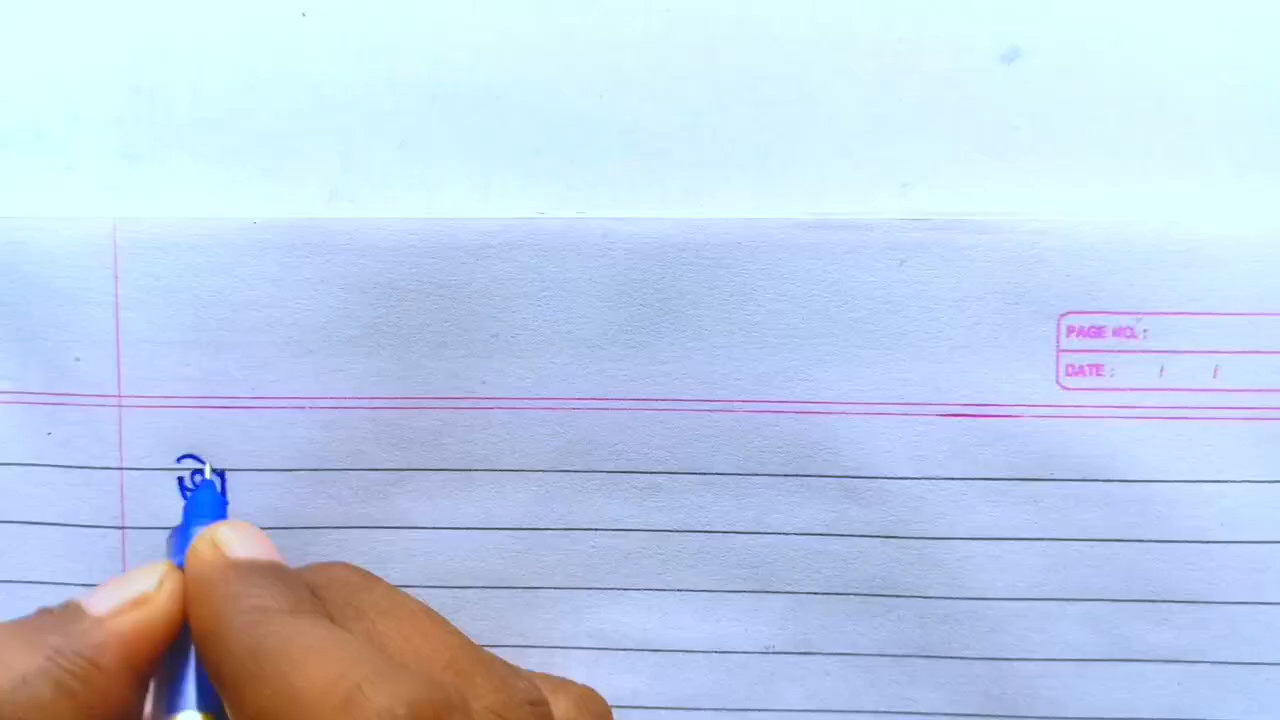 PAGE NO. :
DATE : / /